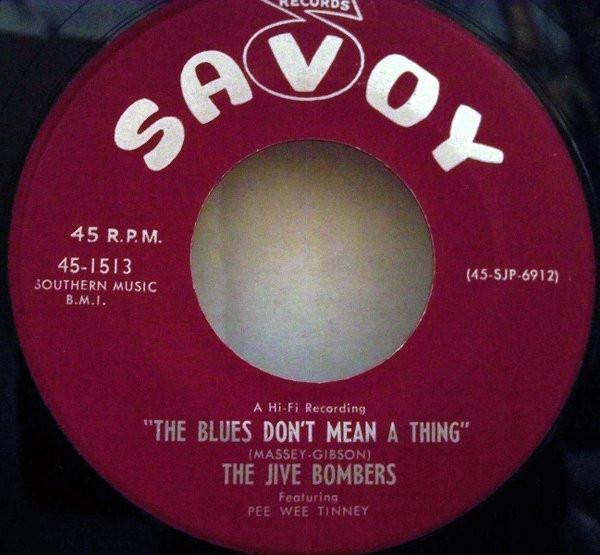 RECORDS
SAVOY
45 R.P.M.
45-1513
SOUTHERN MUSIC
B.M.I.
(45-SJP-6912)
A Hi-Fi Recording
"THE BLUES DON'T MEAN A THING"
(MASSEY-GIBSON)
THE JIVE BOMBERS
Featuring
PEE WEE TINNEY